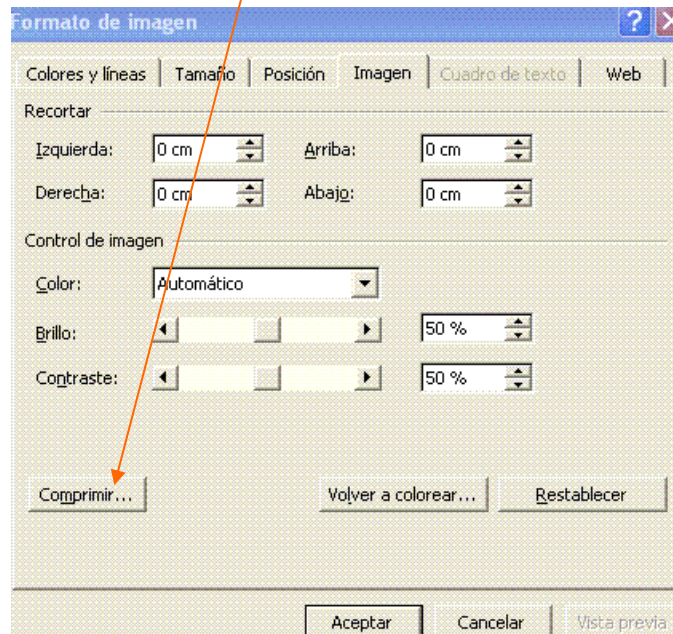 Formato de imagen
Colores y líneas Tamaño Posición Imagen Cuadro de texto Web
Recortar
Izquierda: 0 cm Arriba: 0 cm
Derecha: 0 cm Abajo: 0 cm
Control de imagen
Color: Automático
Brillo: 50 %
Contraste: 50 %
Comprimir... Volver a colorear... Restablecer
Aceptar Cancelar Vista previa